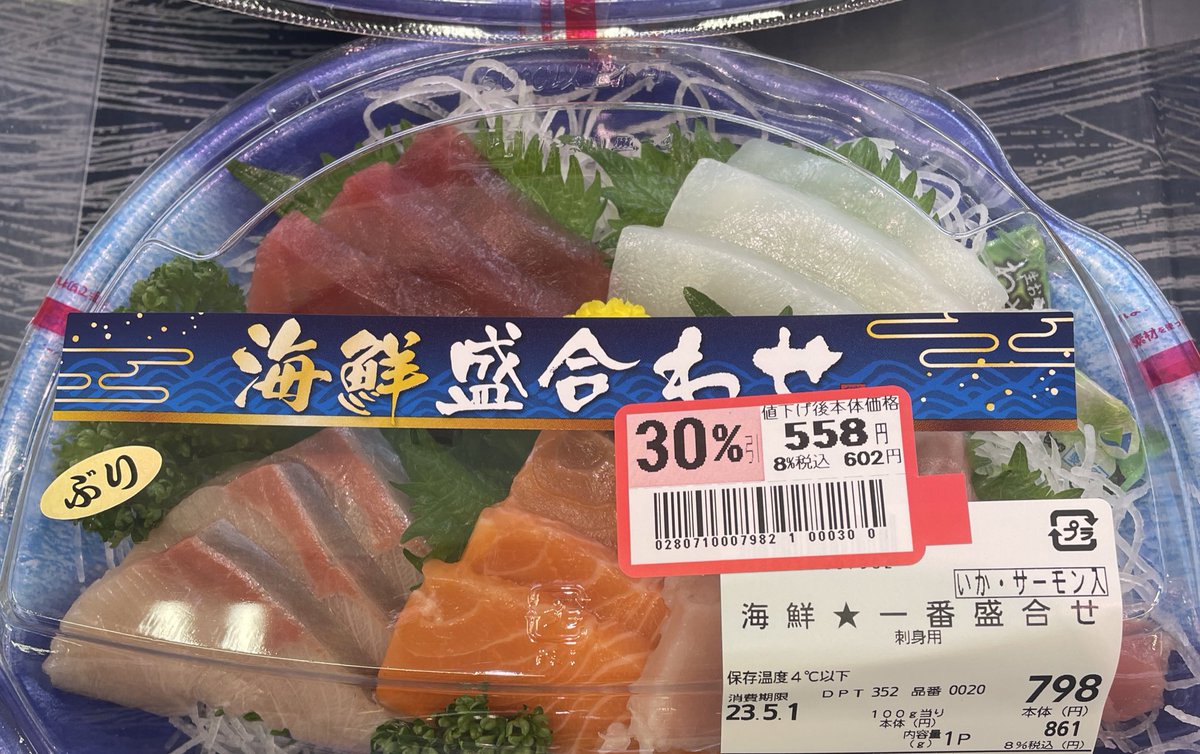 海鮮盛合わせ
ぶり
30%引
値下げ後本体価格
558円
8%税込 602円
0280710007982 1 00030 0
プラ
いか・サーモン入
海鮮★一番盛合せ
刺身用
保存温度4℃以下
消費期限
23.5.1
DPT 352 品番 0020
100g当り
本体(円)
内容量
(g) 1P
798
本体(円)
861
8%税込(円)